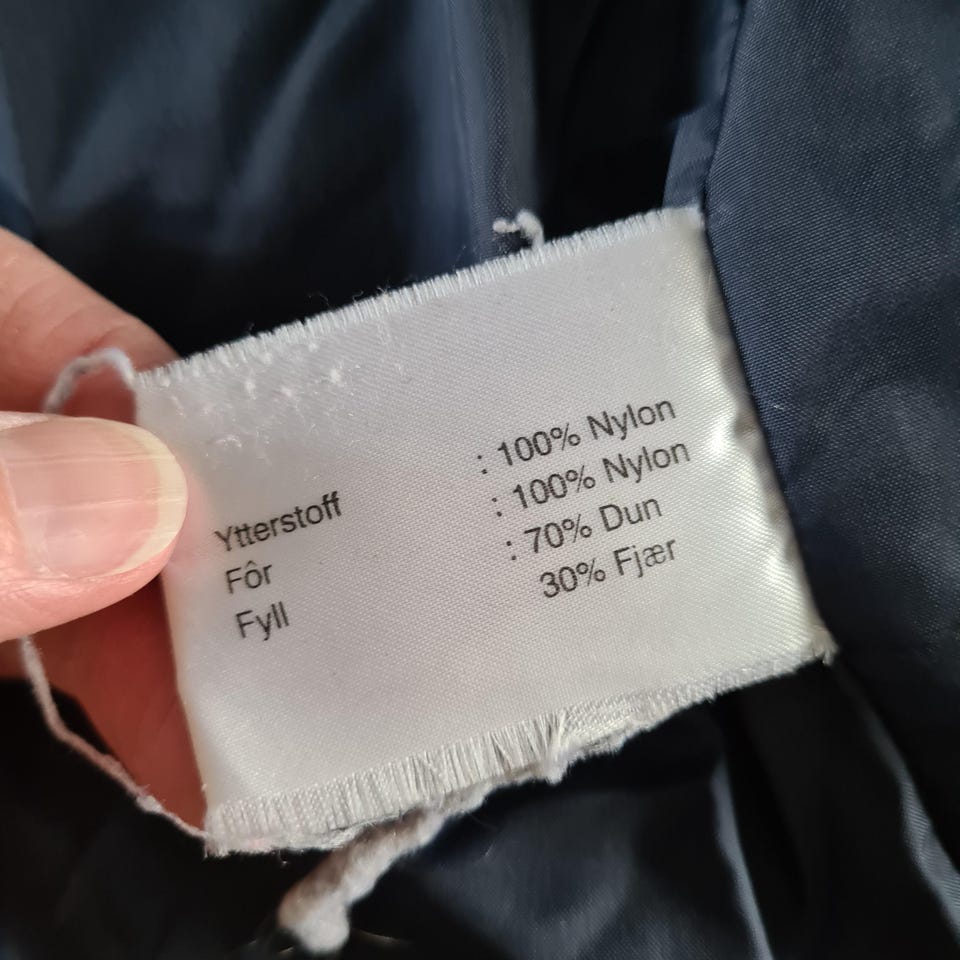 Ytterstoff : 100% Nylon
Fôr : 100% Nylon
Fyll : 70% Dun
30% Fjær